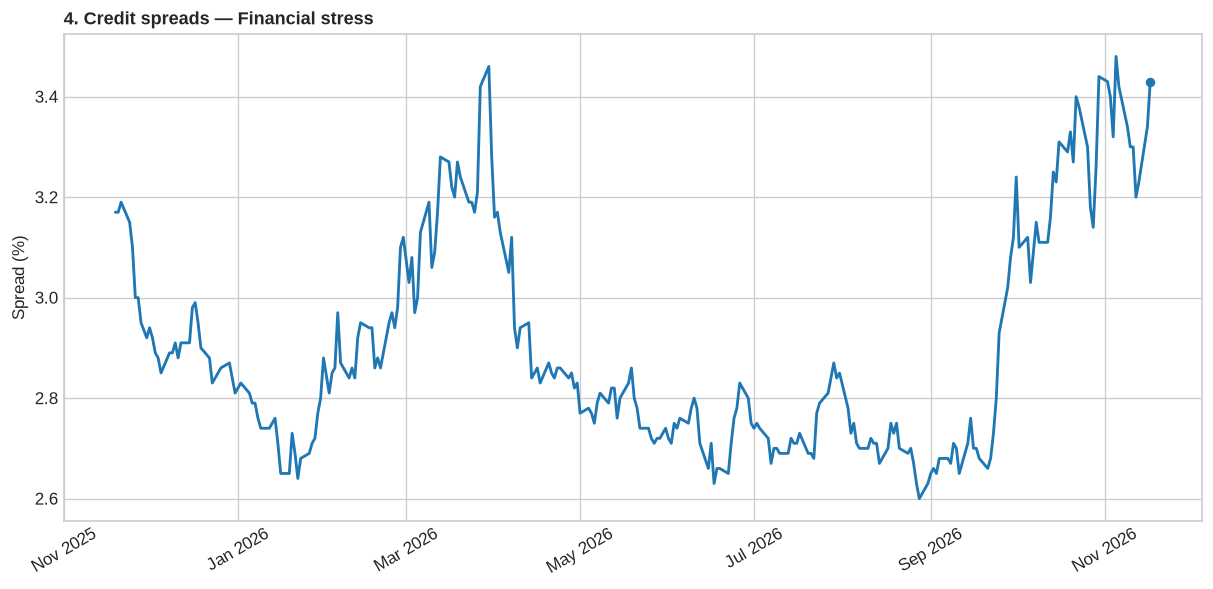 4. Credit spreads — Financial stress
Spread (%)
3.4
3.2
3.0
2.8
2.6
Nov 2025
Jan 2026
Mar 2026
May 2026
Jul 2026
Sep 2026
Nov 2026